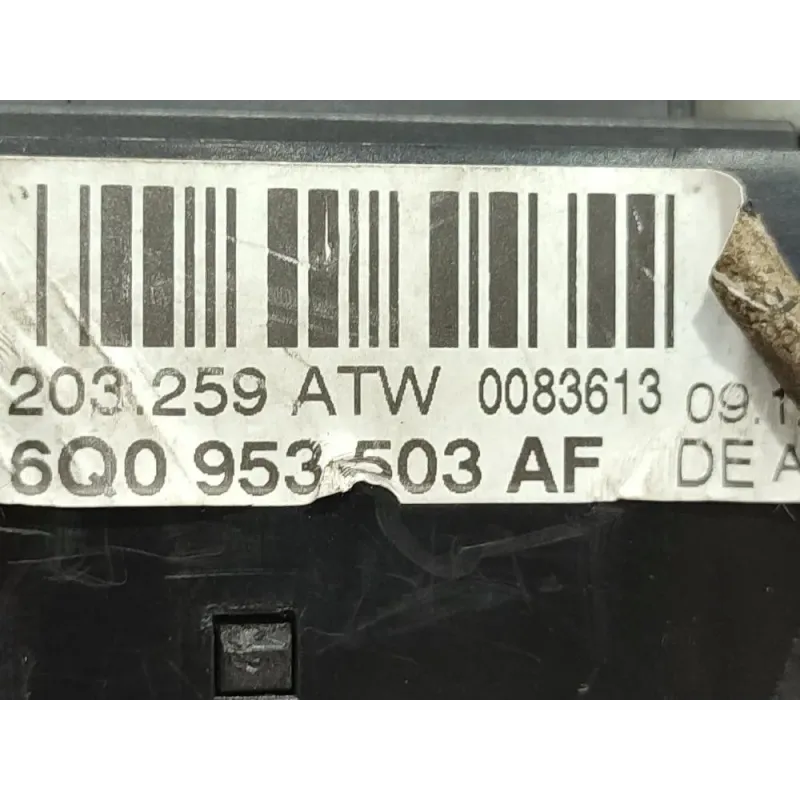 203.259 ATW 0083613 09.1
6Q0 953 503 AF DE A